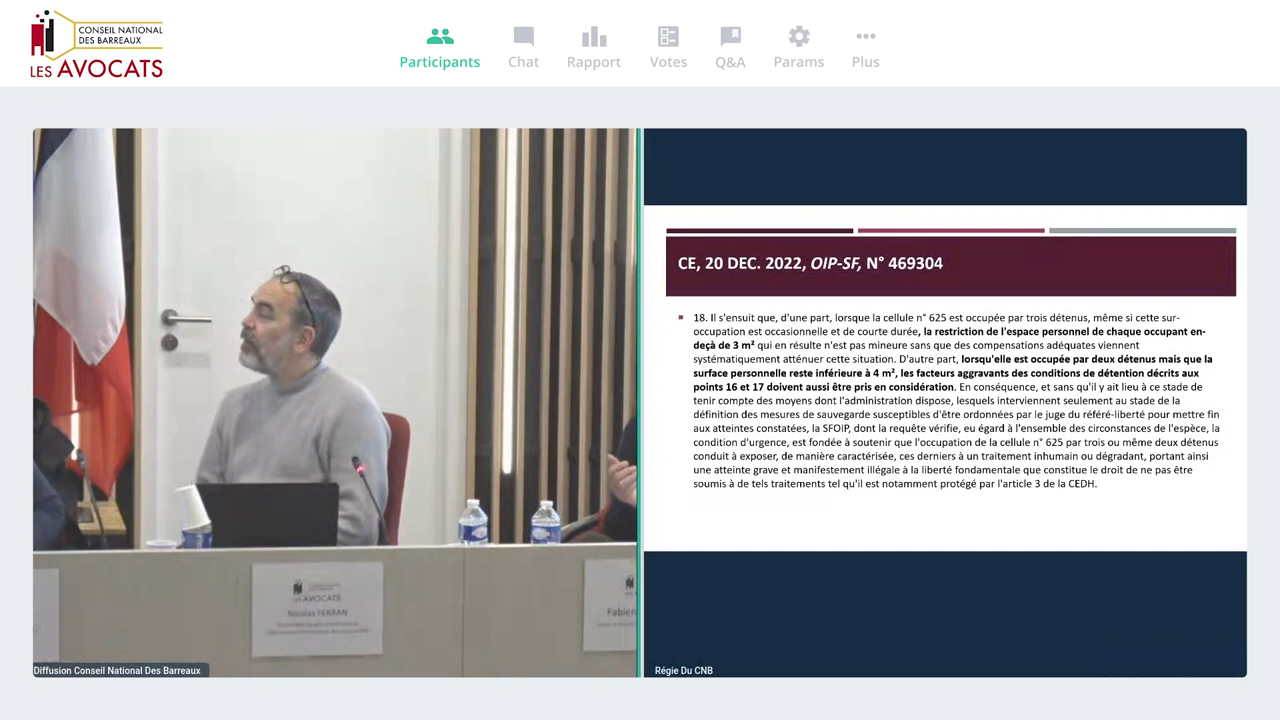 CONSEIL NATIONAL
DES BARREAUX
LES AVOCATS
Participants
Chat
Rapport
Votes
Q&A
Params
Plus
LES AVOCATS
Nicolas FERRAN
Fabien
Diffusion Conseil National Des Barreaux
CE, 20 DEC. 2022, OIP-SF, N° 469304
18. Il s'ensuit que, d'une part, lorsque la cellule n° 625 est occupée par trois détenus, même si cette sur-
occupation est occasionnelle et de courte durée, la restriction de l'espace personnel de chaque occupant en-
deçà de 3 m² qui en résulte n'est pas mineure sans que des compensations adéquates viennent
systématiquement atténuer cette situation. D'autre part, lorsqu'elle est occupée par deux détenus mais que la
surface personnelle reste inférieure à 4 m², les facteurs aggravants des conditions de détention décrits aux
points 16 et 17 doivent aussi être pris en considération. En conséquence, et sans qu'il y ait lieu à ce stade de
tenir compte des moyens dont l'administration dispose, lesquels interviennent seulement au stade de la
définition des mesures de sauvegarde susceptibles d'être ordonnées par le juge du référé-liberté pour mettre fin
aux atteintes constatées, la SFOIP, dont la requête vérifie, eu égard à l'ensemble des circonstances de l'espèce, la
condition d'urgence, est fondée à soutenir que l'occupation de la cellule n° 625 par trois ou même deux détenus
conduit à exposer, de manière caractérisée, ces derniers à un traitement inhumain ou dégradant, portant ainsi
une atteinte grave et manifestement illégale à la liberté fondamentale que constitue le droit de ne pas être
soumis à de tels traitements tel qu'il est notamment protégé par l'article 3 de la CEDH.
Régie Du CNB